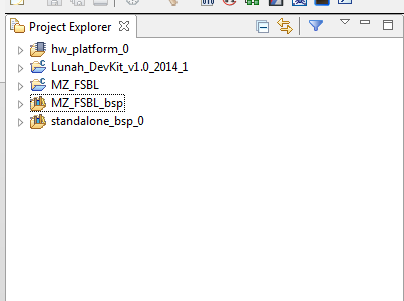 Project Explorer
hw_platform_0
Lunah_DevKit_v1.0_2014_1
MZ_FSBL
MZ_FSBL_bsp
standalone_bsp_0